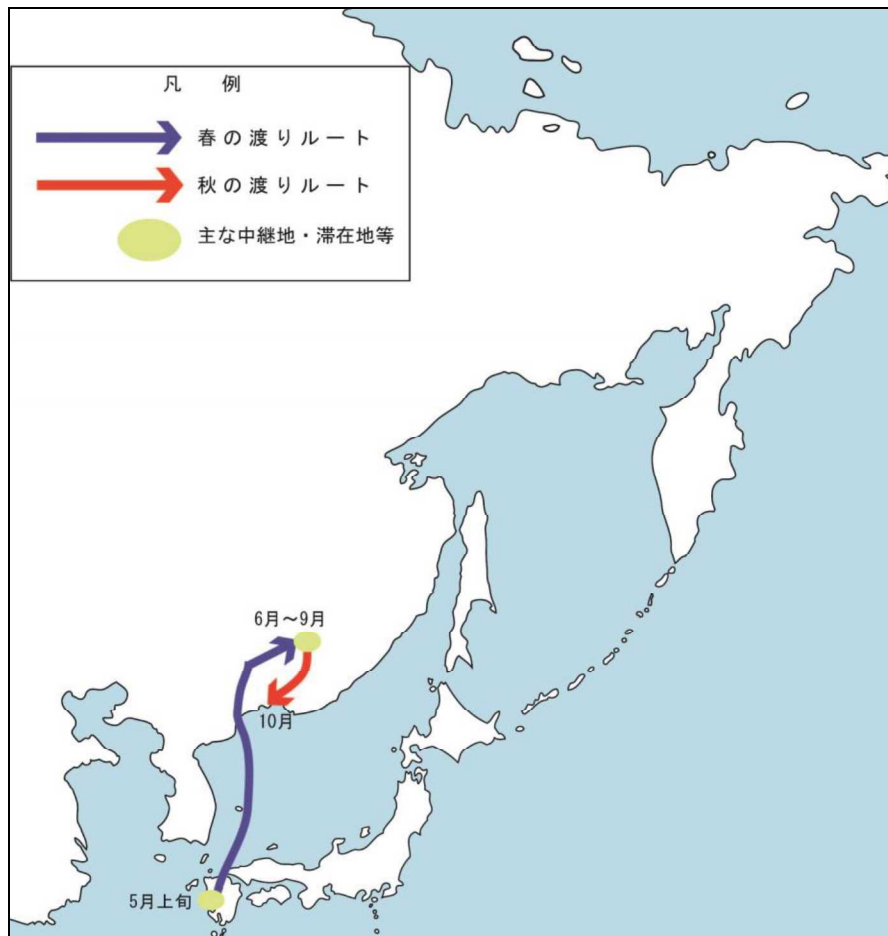 凡　例
春の渡りルート
秋の渡りルート
主な中継地・滞在地等
6月～9月
10月
5月上旬